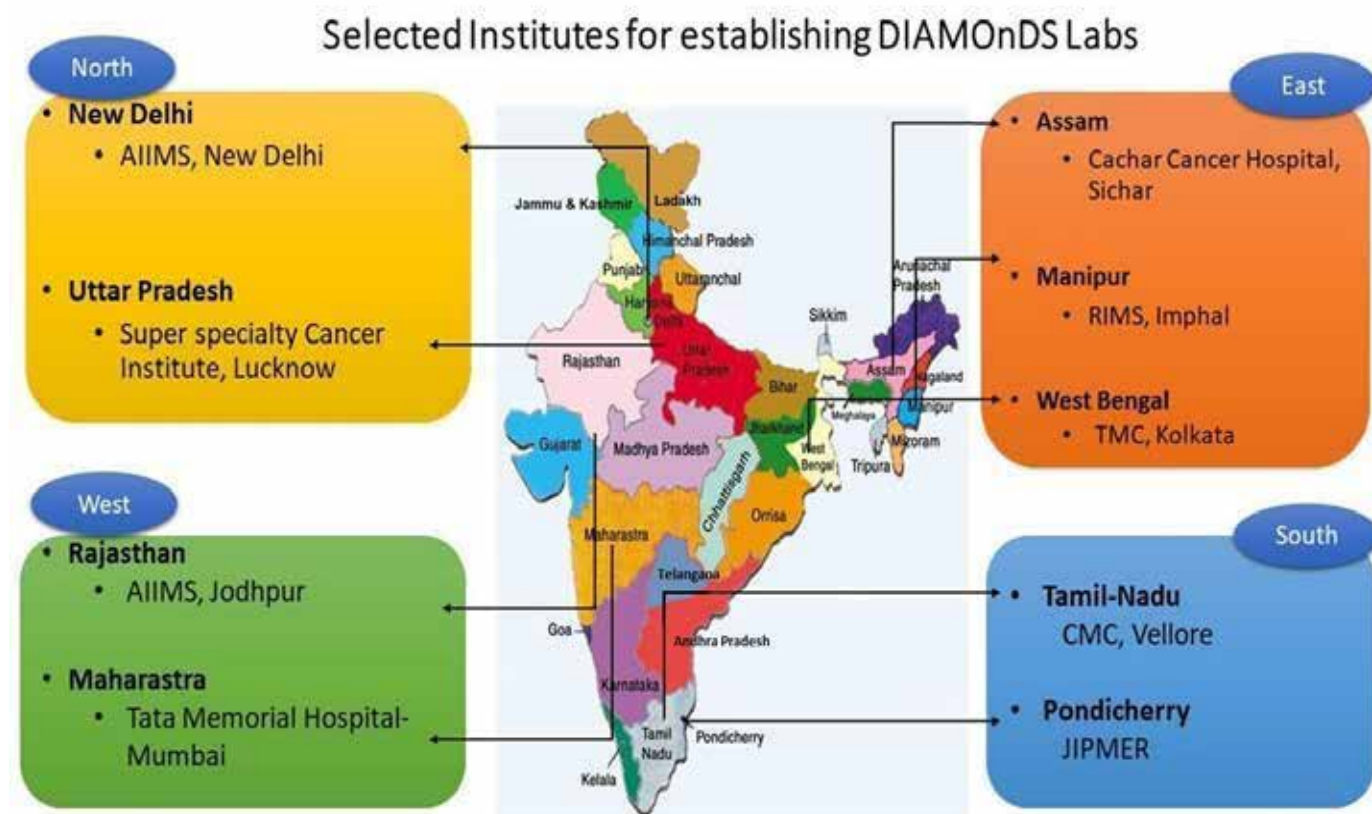 Selected Institutes for establishing DIAMOnDS Labs
North
• New Delhi
• AIIMS, New Delhi
• Uttar Pradesh
• Super specialty Cancer
Institute, Lucknow
West
• Rajasthan
• AIIMS, Jodhpur
• Maharastra
• Tata Memorial Hospital-
Mumbai
Jammu & Kashmir
Ladakh
Himanchal Pradesh
Punjab
Uttaranchal
Haryana
Delhi
Rajasthan
Uttar
Pradesh
Bihar
Sikkim
Arunachal
Pradesh
Assam
Nagaland
Meghalaya
Manipur
Mizoram
Tripura
Gujarat
Madhya Pradesh
Jharkhand
West
Bengal
Chhattisgarh
Orrisa
Maharastra
Telangana
Goa
Andhra Pradesh
Karnataka
Tamil
Nadu
Pondicherry
Kelala
East
• Assam
• Cachar Cancer Hospital,
Sichar
• Manipur
• RIMS, Imphal
• West Bengal
• TMC, Kolkata
South
• Tamil-Nadu
CMC, Vellore
• Pondicherry
JIPMER